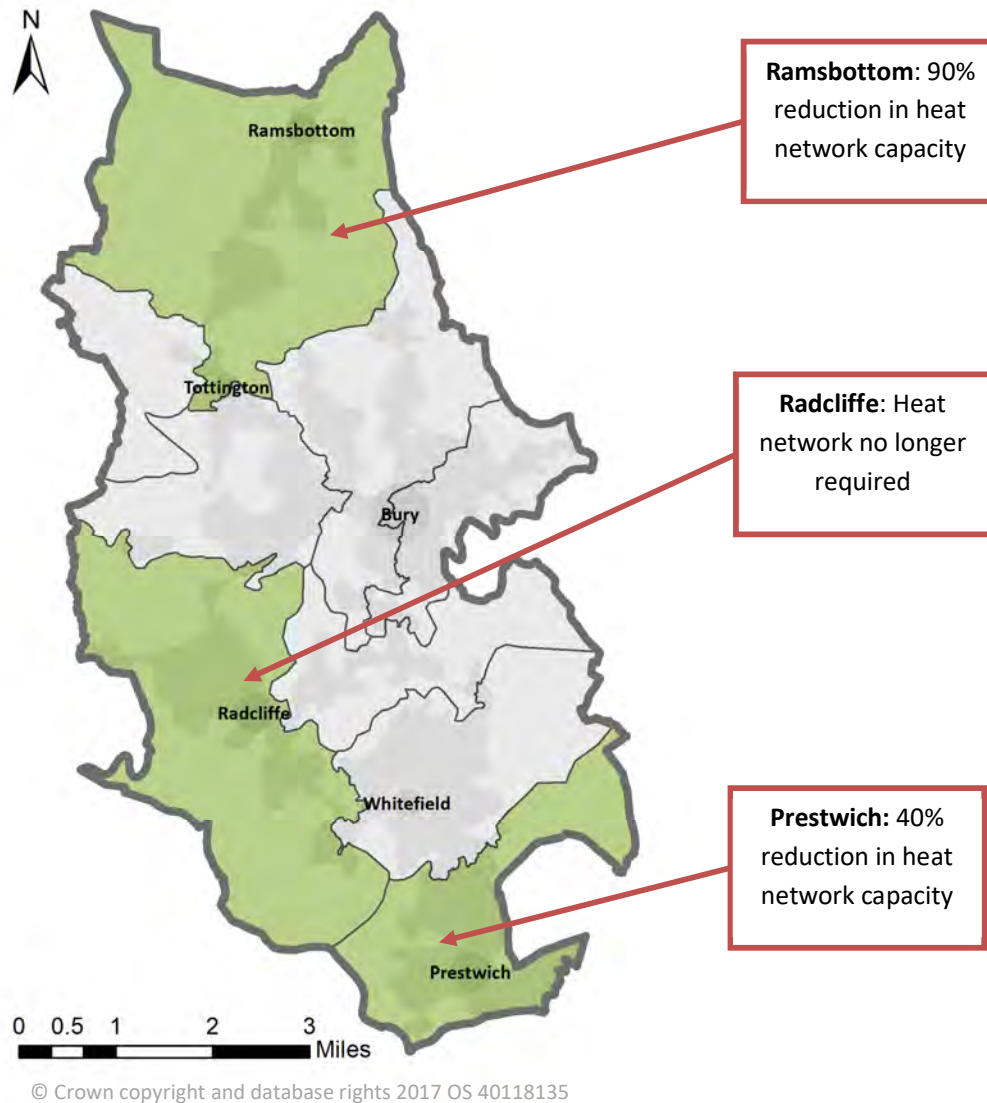 N
Ramsbottom: 90%
reduction in heat
network capacity
Ramsbottom
Tottington
Radcliffe: Heat
network no longer
required
Bury
Radcliffe
Whitefield
Prestwich: 40%
reduction in heat
network capacity
Prestwich
0 0.5 1 2 3
Miles
© Crown copyright and database rights 2017 OS 40118135